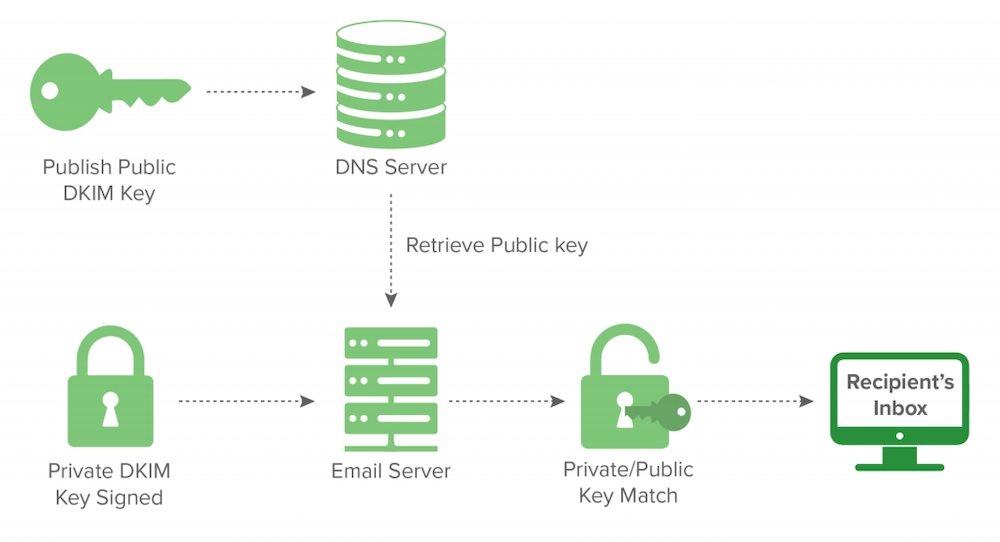 Publish Public
DKIM Key
DNS Server
Retrieve Public key
Private DKIM
Key Signed
Email Server
Private/Public
Key Match
Recipient's
Inbox